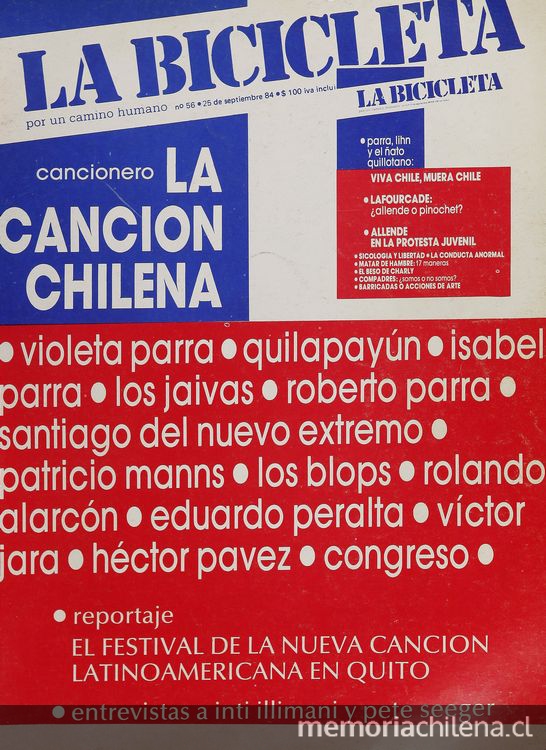 LA BICICLETA
por un camino humano nº 56 • 25 de septiembre 84 • $ 100 iva inclui
LA BICICLETA
cancionero LA
CANCION
CHILENA
• parra, lihn
y el ñato
quillotano:
VIVA CHILE, MUERA CHILE
• LAFOURCADE:
¿allende o pinochet?
• ALLENDE
EN LA PROTESTA JUVENIL
• SICOLOGIA Y LIBERTAD • LA CONDUCTA ANORMAL
• MATAR DE HAMBRE: 17 maneras
• EL BESO DE CHARLY
• COMPADRES: ¿somos o no somos?
• BARRICADAS O ACCIONES DE ARTE
• violeta parra • quilapayún • isabel
parra • los jaivas • roberto parra •
santiago del nuevo extremo •
patricio manns • los blops • rolando
alarcón • eduardo peralta • víctor
jara • héctor pavez • congreso •
• reportaje
EL FESTIVAL DE LA NUEVA CANCION
LATINOAMERICANA EN QUITO
• entrevistas a inti illimani y pete seeger
memoriachilena.cl